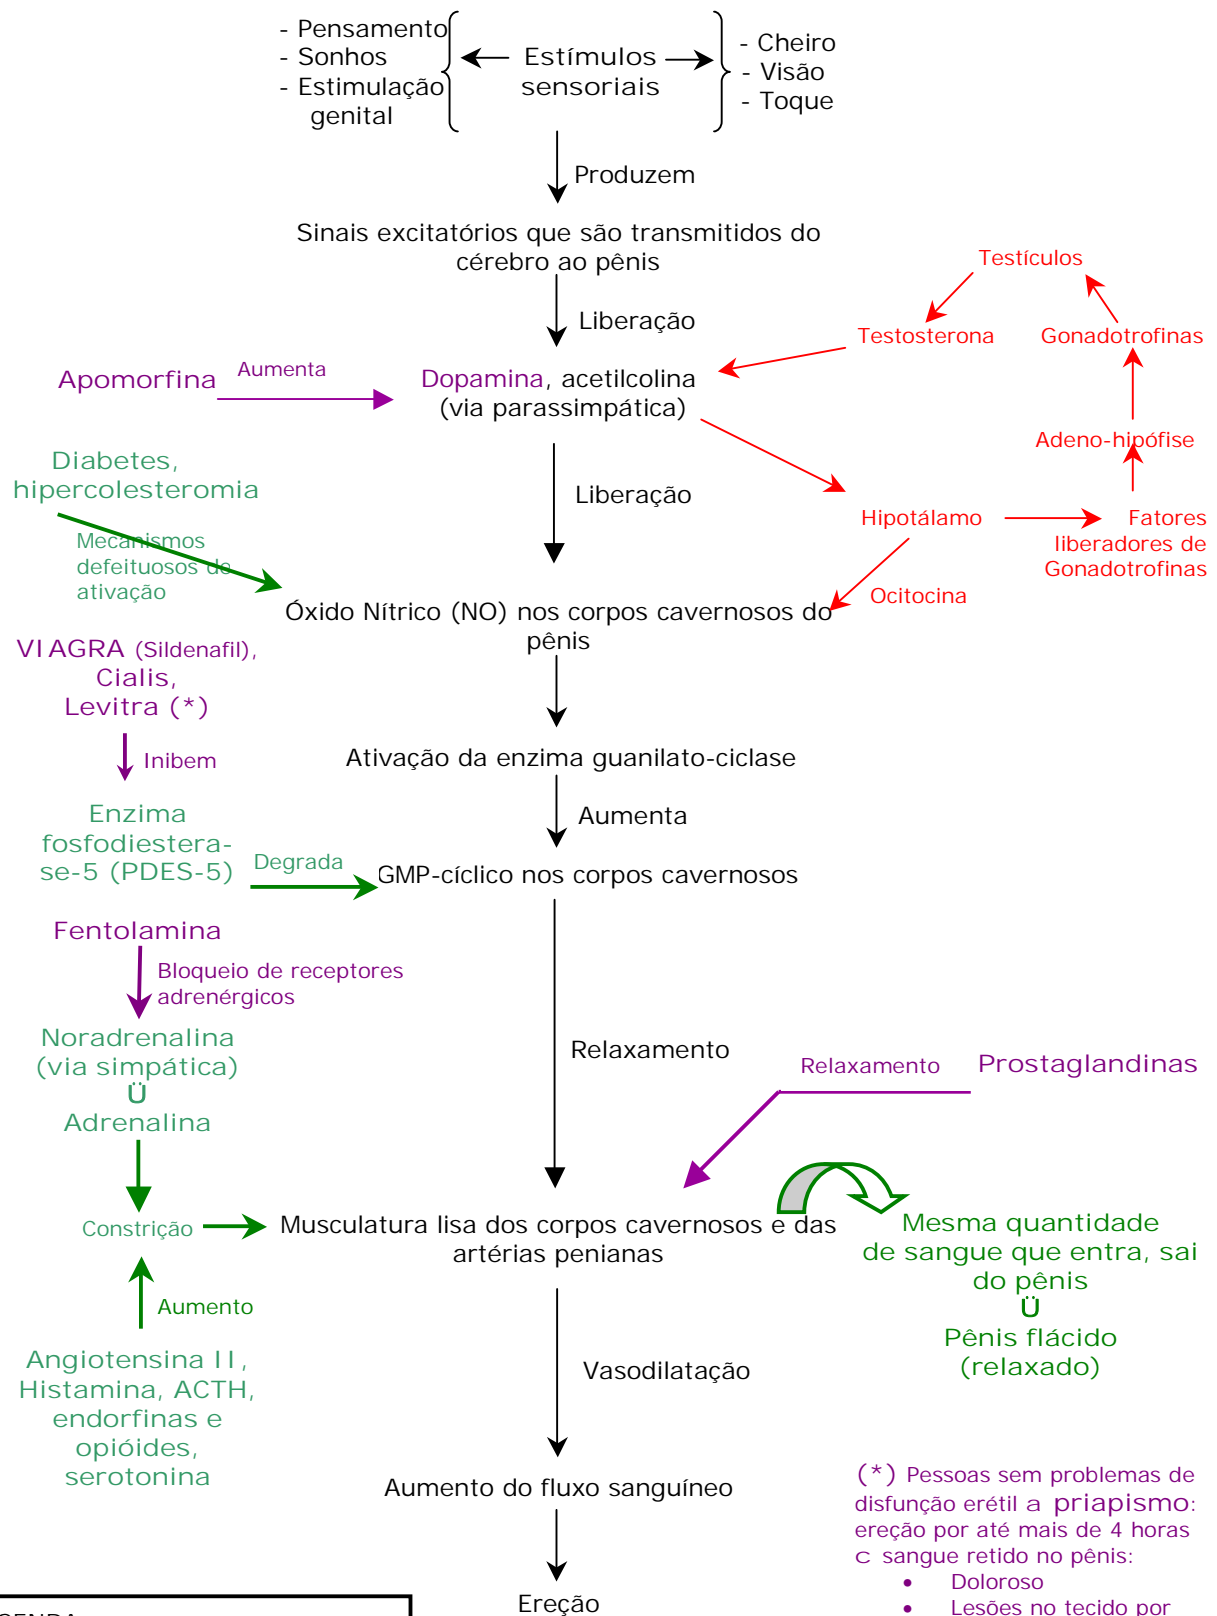 - Pensamento
- Sonhos
- Estimulação
genital
Estímulos
sensoriais
- Cheiro
- Visão
- Toque
Produzem
Sinais excitatórios que são transmitidos do
cérebro ao pênis
Liberação
Testículos
Testosterona
Gonadotrofinas
Apomorfina
Aumenta
Dopamina, acetilcolina
(via parassimpática)
Adeno-hipófise
Diabetes,
hipercolesteromia
Liberação
Hipotálamo
Fatores
liberadores de
Gonadotrofinas
Mecanismos
defeituosos de
ativação
Ocitocina
Óxido Nítrico (NO) nos corpos cavernosos do
pênis
VIAGRA (Sildenafil),
Cialis,
Levitra (*)
Inibem
Ativação da enzima guanilato-ciclase
Aumenta
Enzima
fosfodiestera-
se-5 (PDES-5)
Degrada
GMP-cíclico nos corpos cavernosos
Fentolamina
Bloqueio de receptores
adrenérgicos
Noradrenalina
(via simpática)
Ü
Adrenalina
Relaxamento
Relaxamento
Prostaglandinas
Constrição
Musculatura lisa dos corpos cavernosos e das
artérias penianas
Mesma quantidade
de sangue que entra, sai
do pênis
Ü
Pênis flácido
(relaxado)
Aumento
Angiotensina II,
Histamina, ACTH,
endorfinas e
opióides,
serotonina
Vasodilatação
Aumento do fluxo sanguíneo
(*) Pessoas sem problemas de
disfunção erétil a priapismo:
ereção por até mais de 4 horas
c sangue retido no pênis:
• Doloroso
• Lesões no tecido por
Ereção